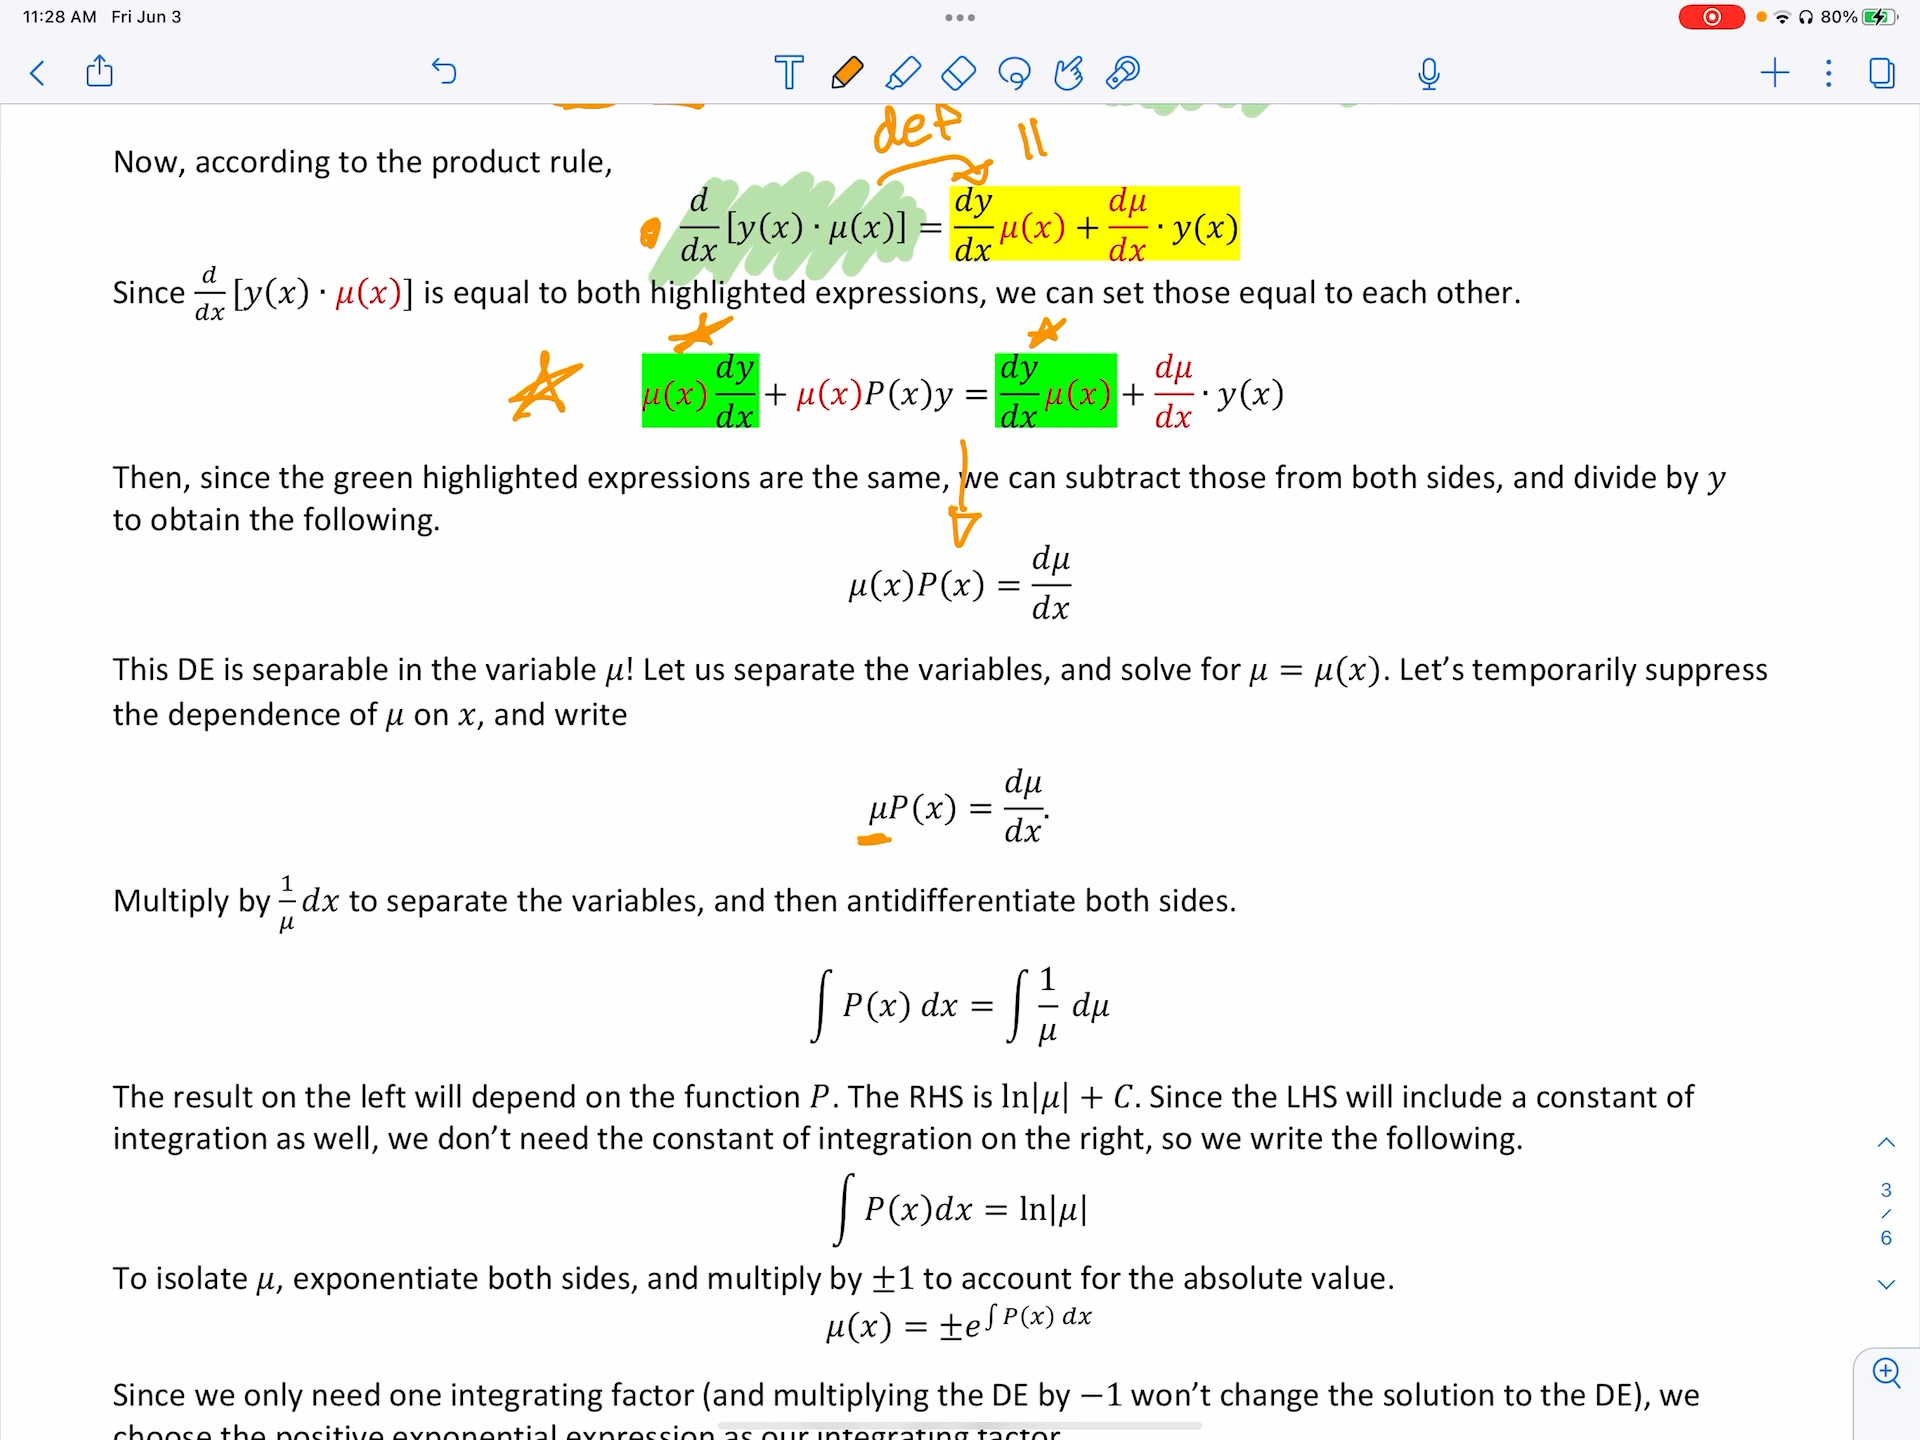 11:28 AM Fri Jun 3
80%
def
Now, according to the product rule,
d/dx [y(x) · μ(x)] = dy/dx μ(x) + dμ/dx · y(x)
Since d/dx [y(x) · μ(x)] is equal to both highlighted expressions, we can set those equal to each other.
μ(x) dy/dx + μ(x)P(x)y = dy/dx μ(x) + dμ/dx · y(x)
Then, since the green highlighted expressions are the same, we can subtract those from both sides, and divide by y
to obtain the following.
μ(x)P(x) = dμ/dx
This DE is separable in the variable μ! Let us separate the variables, and solve for μ = μ(x). Let’s temporarily suppress
the dependence of μ on x, and write
μP(x) = dμ/dx.
Multiply by 1/μ dx to separate the variables, and then antidifferentiate both sides.
∫ P(x) dx = ∫ 1/μ dμ
The result on the left will depend on the function P. The RHS is ln|μ| + C. Since the LHS will include a constant of
integration as well, we don’t need the constant of integration on the right, so we write the following.
∫ P(x)dx = ln|μ|
To isolate μ, exponentiate both sides, and multiply by ±1 to account for the absolute value.
μ(x) = ±e^∫ P(x) dx
Since we only need one integrating factor (and multiplying the DE by −1 won’t change the solution to the DE), we
choose the positive exponential expression as our integrating factor
3
/
6